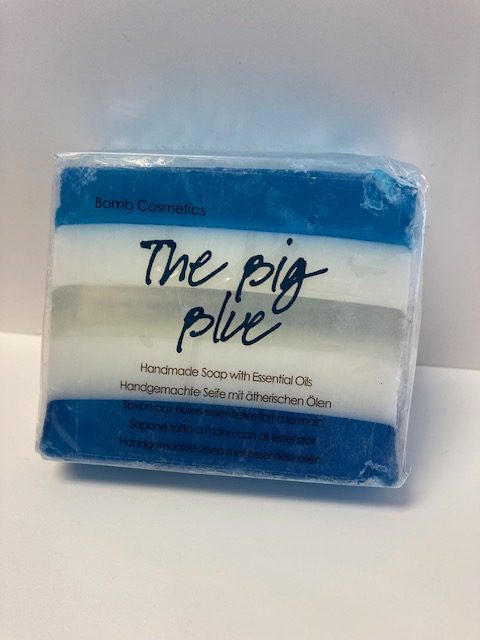 Bomb Cosmetics
The Big
Blue
Handmade Soap with Essential Oils
Handgemachte Seife mit ätherischen Ölen
Savon aux huiles essentielles fait à la main
Sapone fatto a mano con oli essenziali
Handgemaakte zeep met essentiële oliën.